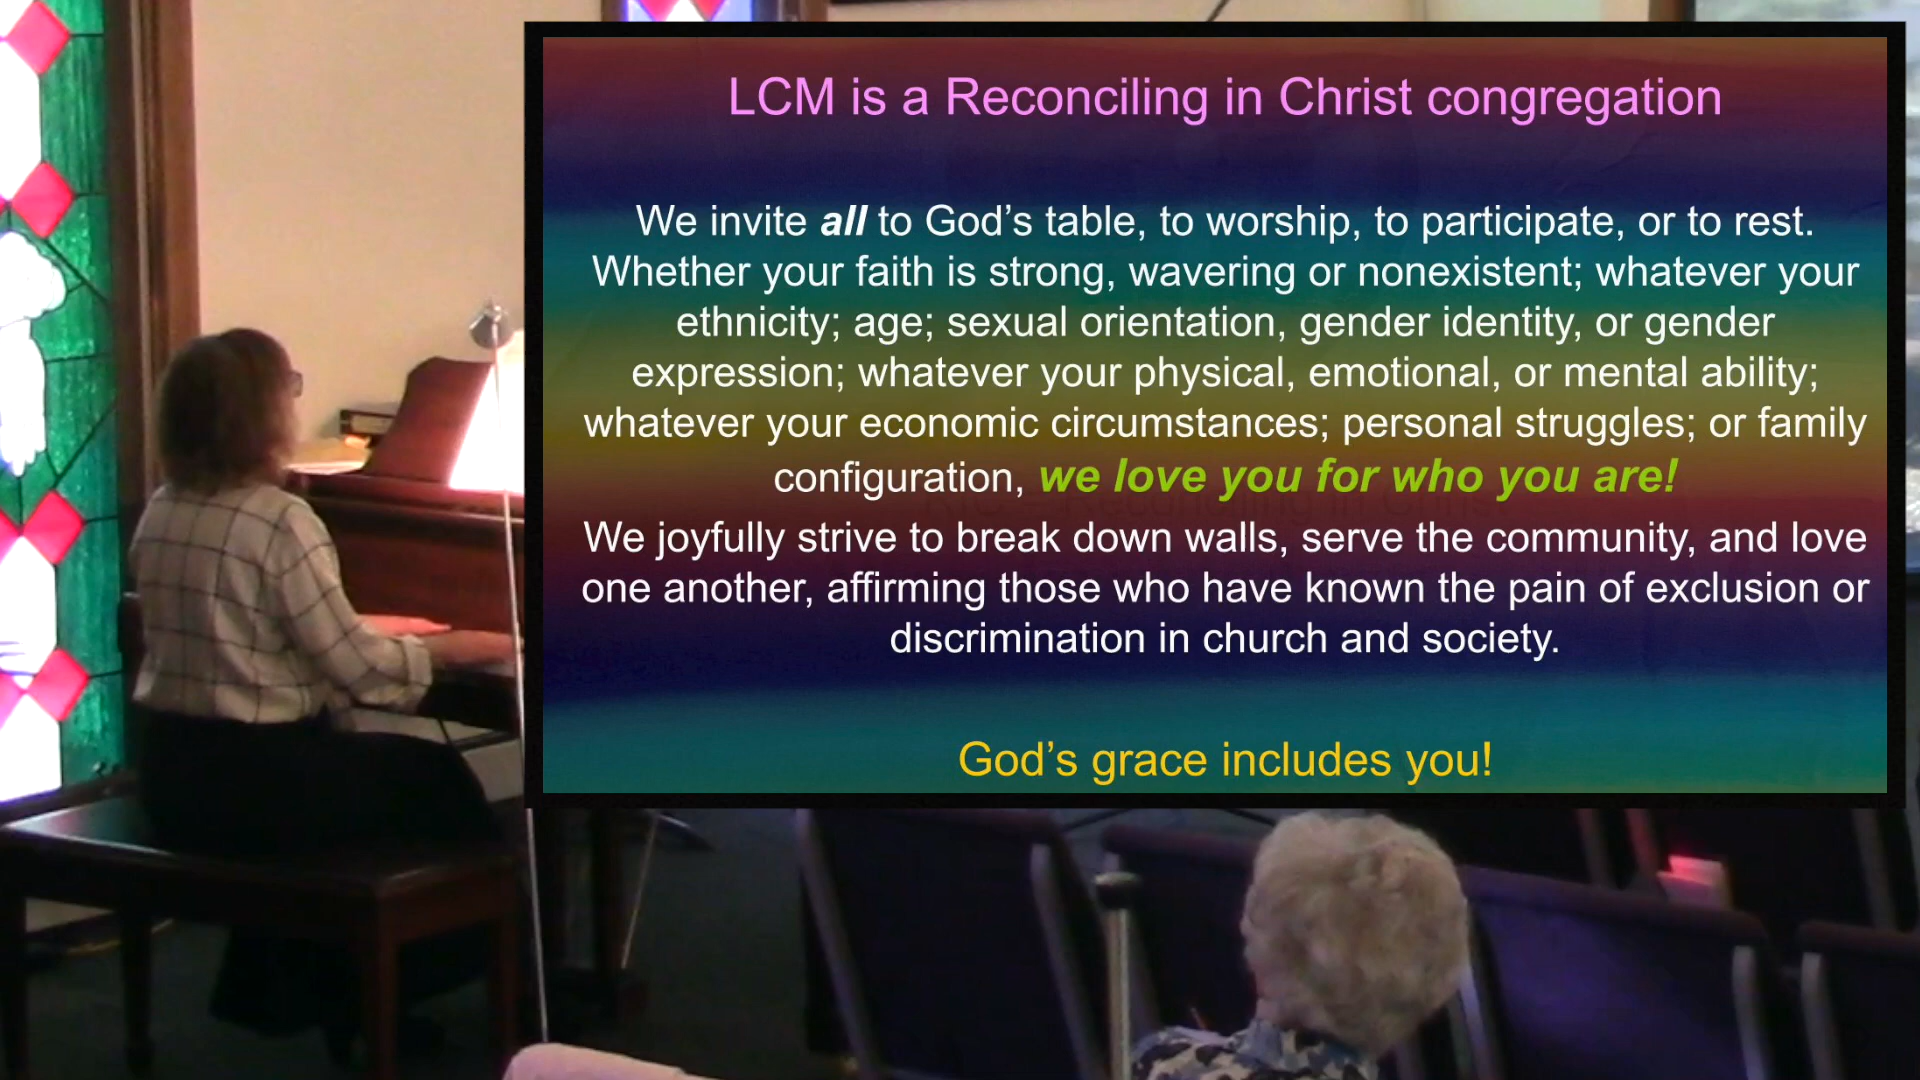 LCM is a Reconciling in Christ congregation
We invite all to God’s table, to worship, to participate, or to rest.
Whether your faith is strong, wavering or nonexistent; whatever your
ethnicity; age; sexual orientation, gender identity, or gender
expression; whatever your physical, emotional, or mental ability;
whatever your economic circumstances; personal struggles; or family
configuration, we love you for who you are!
We joyfully strive to break down walls, serve the community, and love
one another, affirming those who have known the pain of exclusion or
discrimination in church and society.
God’s grace includes you!